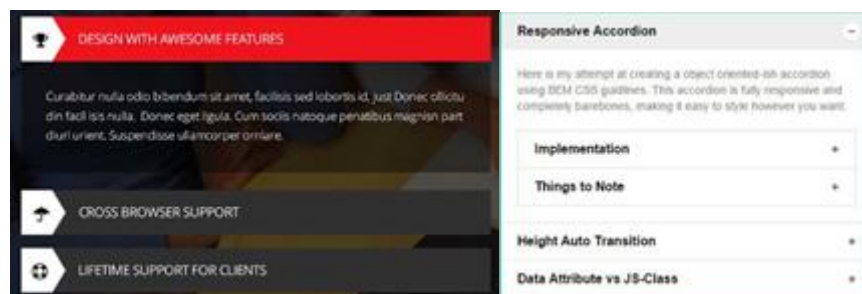 DESIGN WITH AWESOME FEATURES
Curabitur nulla odio bibendum sit amet, facilisis sed lobortis id, just Donec ollicitu
din facil isis nulla. Donec eget ligula. Cum sociis natoque penatibus magnisn part
diurl urient. Suspendisse ullamcorper orniare.
CROSS BROWSER SUPPORT
LIFETIME SUPPORT FOR CLIENTS
Responsive Accordion
Here is my attempt at creating a object oriented-ish accordion
using BEM CSS guidlines. This accordion is fully responsive and
completely barebones, making it easy to style however you want.
Implementation
Things to Note
Height Auto Transition
Data Attribute vs JS-Class